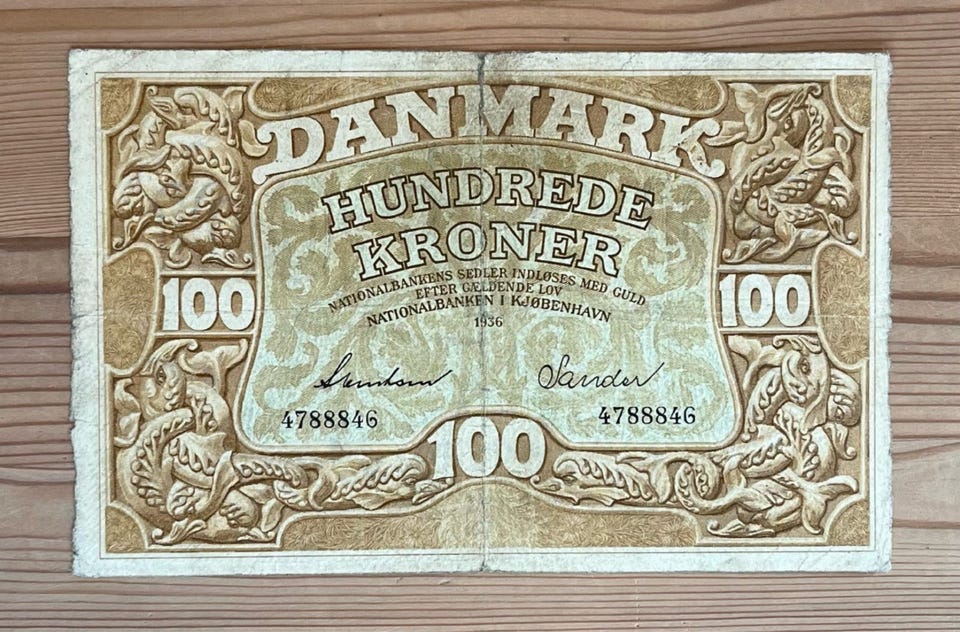 DANMARK
HUNDREDE
KRONER
NATIONALBANKENS SEDLER INDLØSES MED GULD
EFTER GÆLDENDE LOV
NATIONALBANKEN I KJØBENHAVN
1936
100 100
Sander
4788846 4788846
100